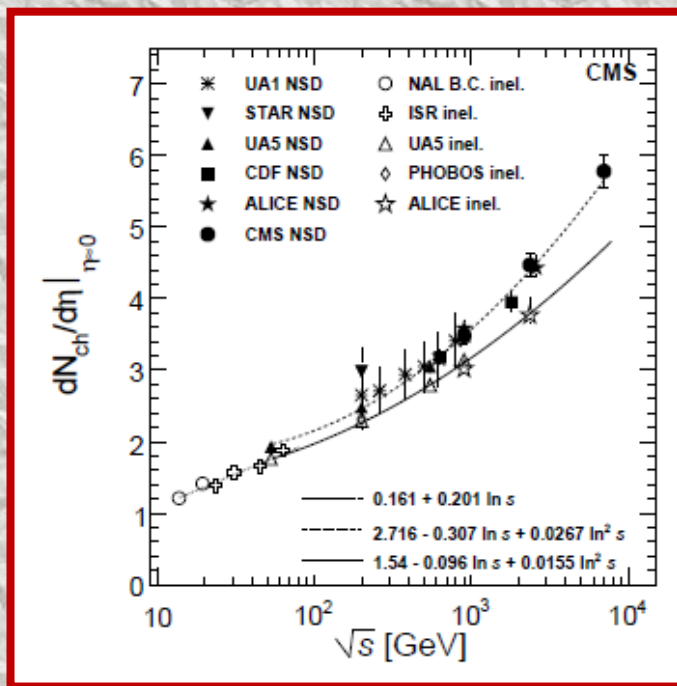 CMS
UA1 NSD
STAR NSD
UA5 NSD
CDF NSD
ALICE NSD
CMS NSD
NAL B.C. inel.
ISR inel.
UA5 inel.
PHOBOS inel.
ALICE inel.
dN_ch/dη|_η≈0
7
6
5
4
3
2
1
0
0.161 + 0.201 ln s
2.716 - 0.307 ln s + 0.0267 ln² s
1.54 - 0.096 ln s + 0.0155 ln² s
10 10² 10³ 10⁴
√s [GeV]